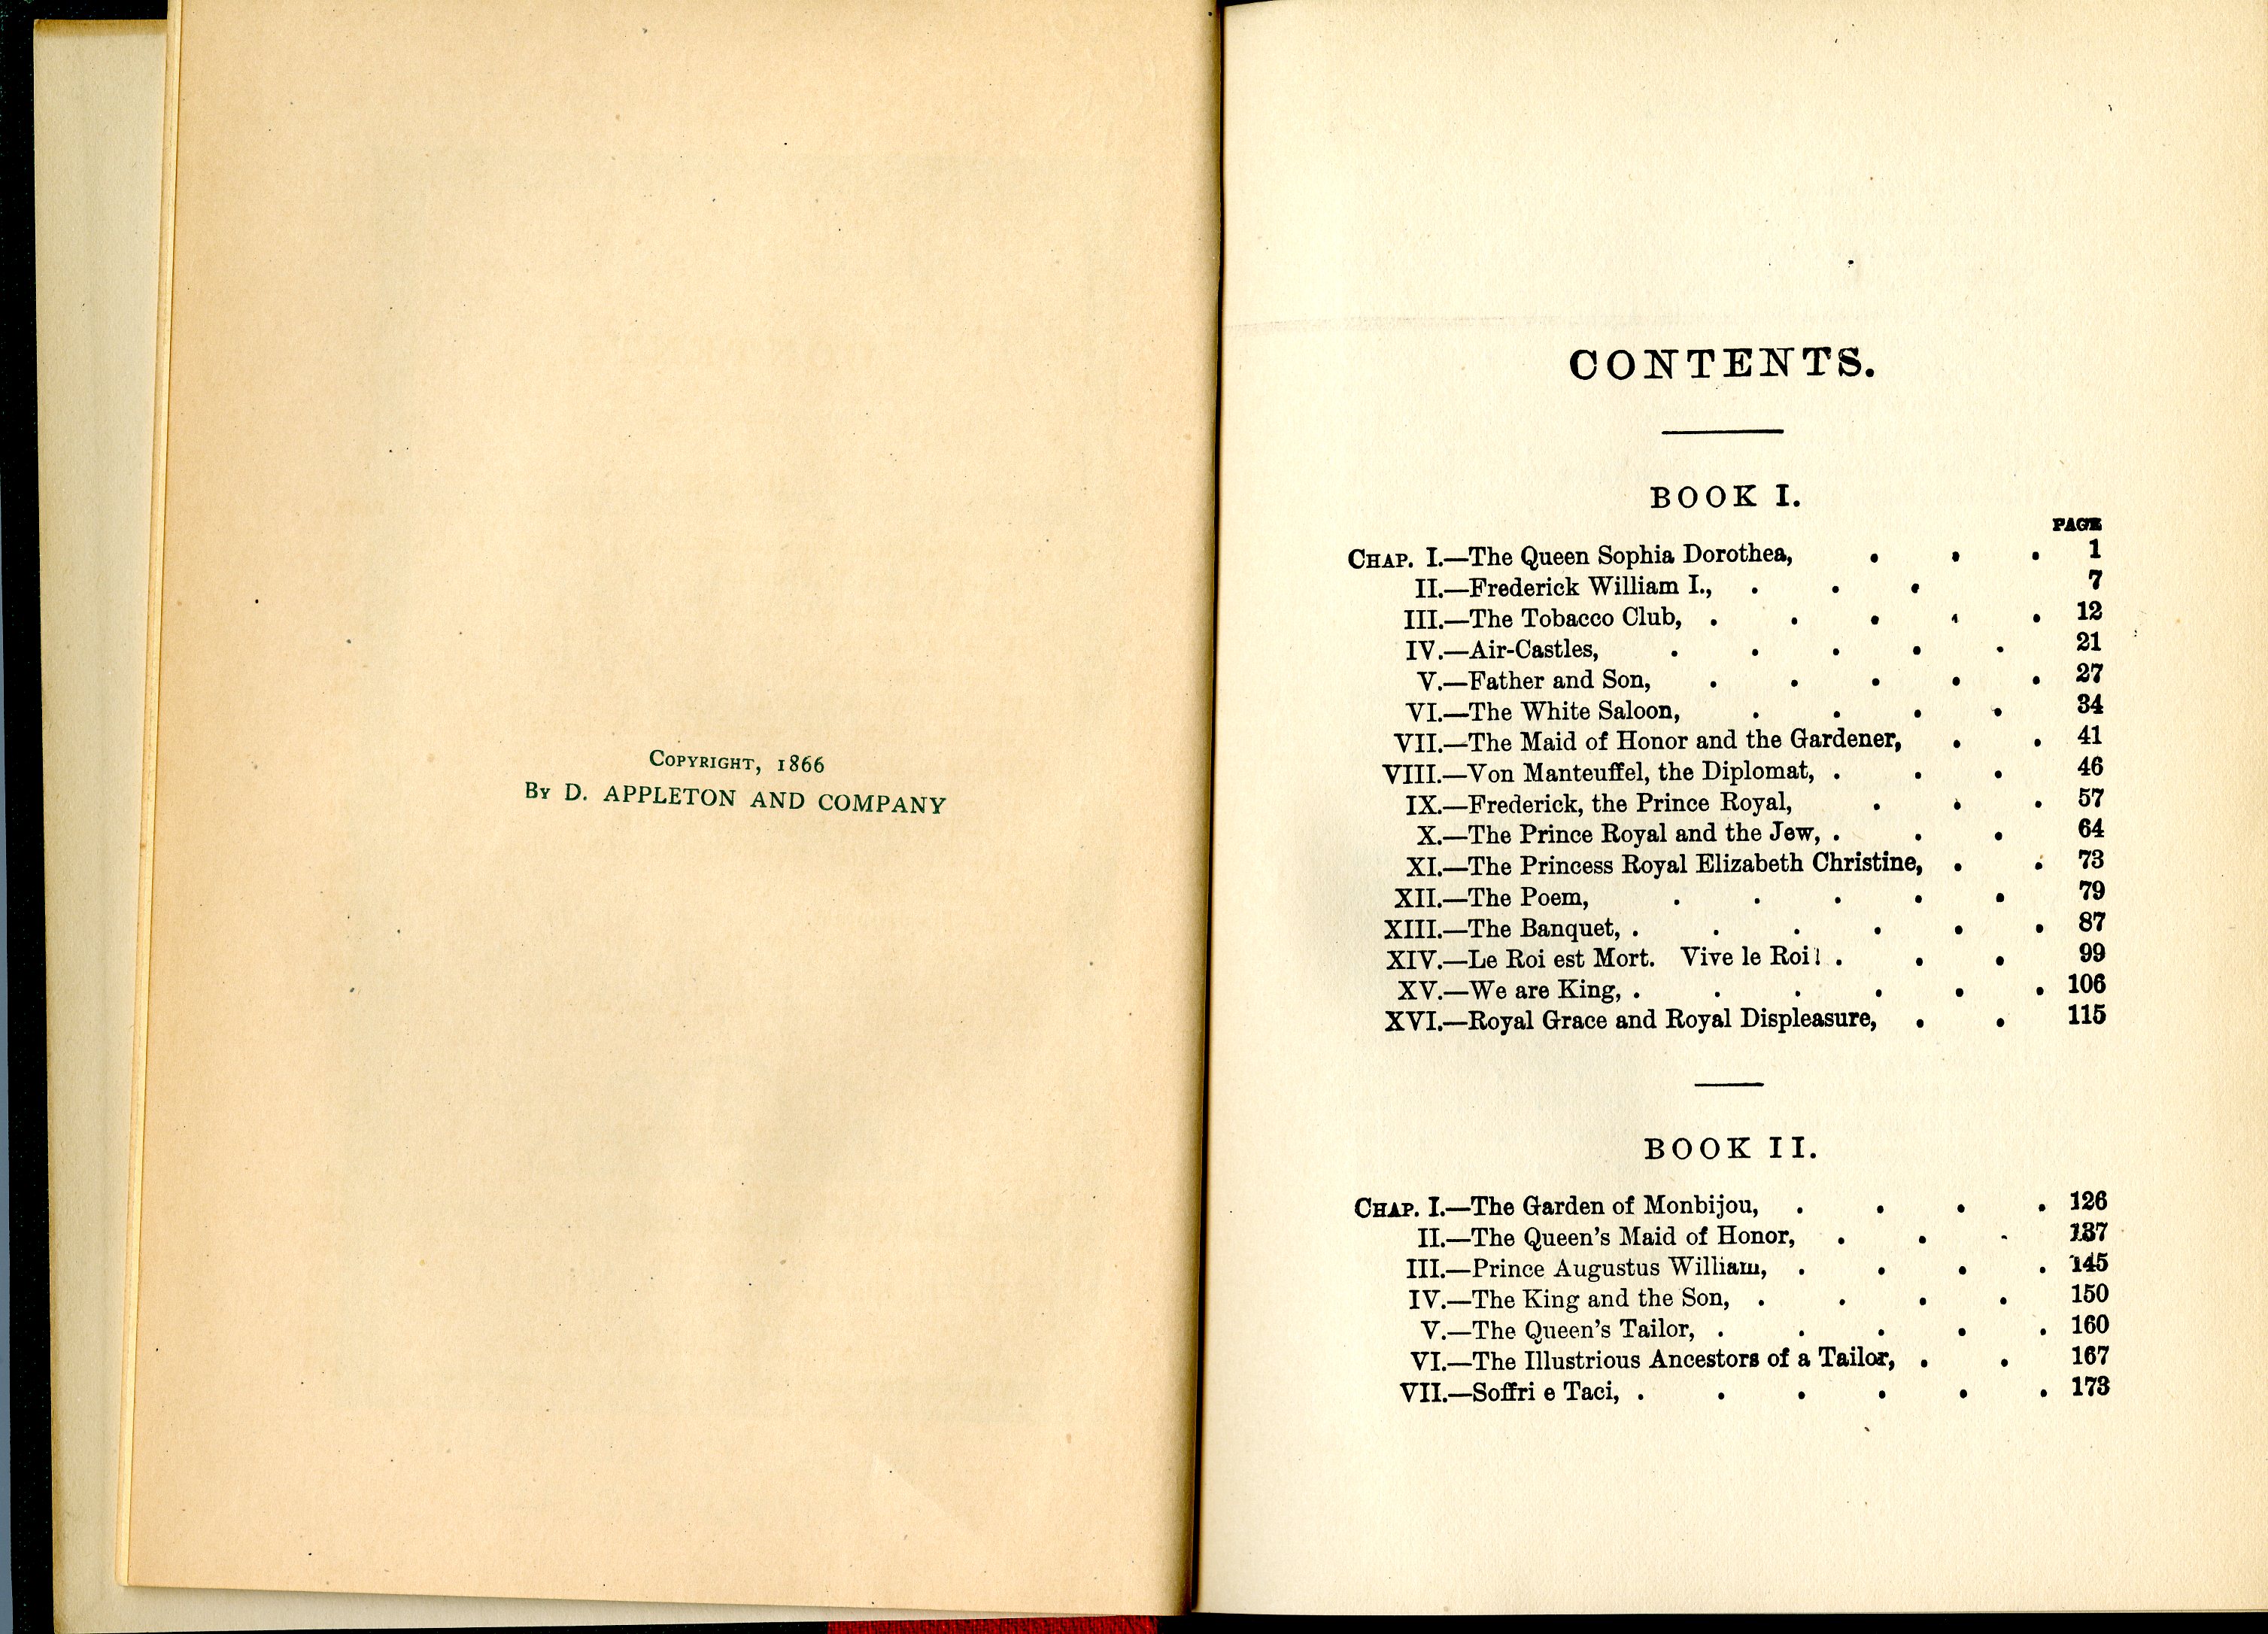 COPYRIGHT, 1866
BY D. APPLETON AND COMPANY
CONTENTS.
BOOK I.
PAGE
CHAP. I.—The Queen Sophia Dorothea, . . . 1
II.—Frederick William I., . . . 7
III.—The Tobacco Club, . . . . . 12
IV.—Air-Castles, . . . . . 21
V.—Father and Son, . . . . . 27
VI.—The White Saloon, . . . . 34
VII.—The Maid of Honor and the Gardener, . . 41
VIII.—Von Manteuffel, the Diplomat, . . . 46
IX.—Frederick, the Prince Royal, . . . 57
X.—The Prince Royal and the Jew, . . . 64
XI.—The Princess Royal Elizabeth Christine, . . 73
XII.—The Poem, . . . . . 79
XIII.—The Banquet, . . . . . . 87
XIV.—Le Roi est Mort. Vive le Roi! . . . 99
XV.—We are King, . . . . . . 106
XVI.—Royal Grace and Royal Displeasure, . . 115
BOOK II.
CHAP. I.—The Garden of Monbijou, . . . . 126
II.—The Queen's Maid of Honor, . . . 137
III.—Prince Augustus William, . . . . 145
IV.—The King and the Son, . . . . 150
V.—The Queen's Tailor, . . . . . 160
VI.—The Illustrious Ancestors of a Tailor, . . 167
VII.—Soffri e Taci, . . . . . . 173